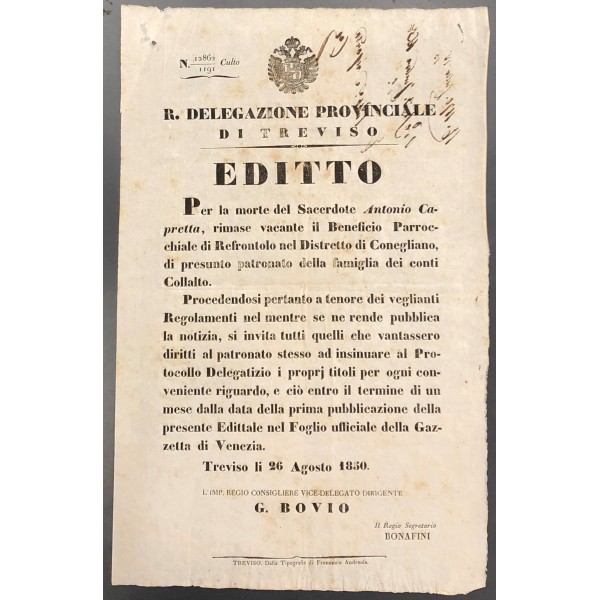 N. 12862/1191 Culto
R. DELEGAZIONE PROVINCIALE
DI TREVISO
EDITTO
Per la morte del Sacerdote Antonio Ca-
pretta, rimase vacante il Beneficio Parroc-
chiale di Refrontolo nel Distretto di Conegliano,
di presunto patronato della famiglia dei conti
Collalto.
Procedendosi pertanto a tenore dei veglianti
Regolamenti nel mentre se ne rende pubblica
la notizia, si invita tutti quelli che vantassero
diritti al patronato stesso ad insinuare al Pro-
tocollo Delegatizio i proprj titoli per ogni con-
veniente riguardo, e ciò entro il termine di un
mese dalla data della prima pubblicazione della
presente Edittale nel Foglio ufficiale della Gaz-
zetta di Venezia.
Treviso li 26 Agosto 1850.
L'IMP. REGIO CONSIGLIERE VICE-DELEGATO DIRIGENTE
G. BOVIO
Il Regio Segretario
BONAFINI
TREVISO. Dalla Tipografia di Francesco Andreola.